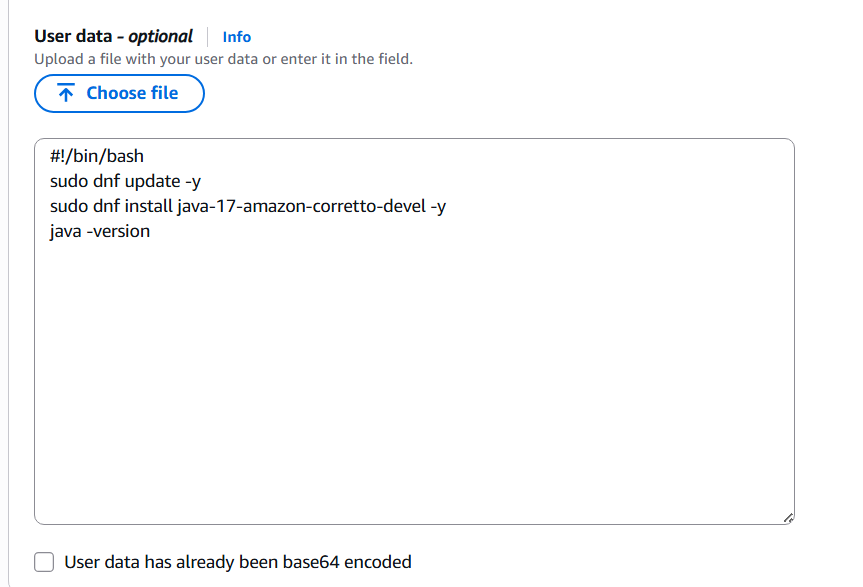 User data - optional
Info
Upload a file with your user data or enter it in the field.
Choose file
#!/bin/bash
sudo dnf update -y
sudo dnf install java-17-amazon-corretto-devel -y
java -version
User data has already been base64 encoded